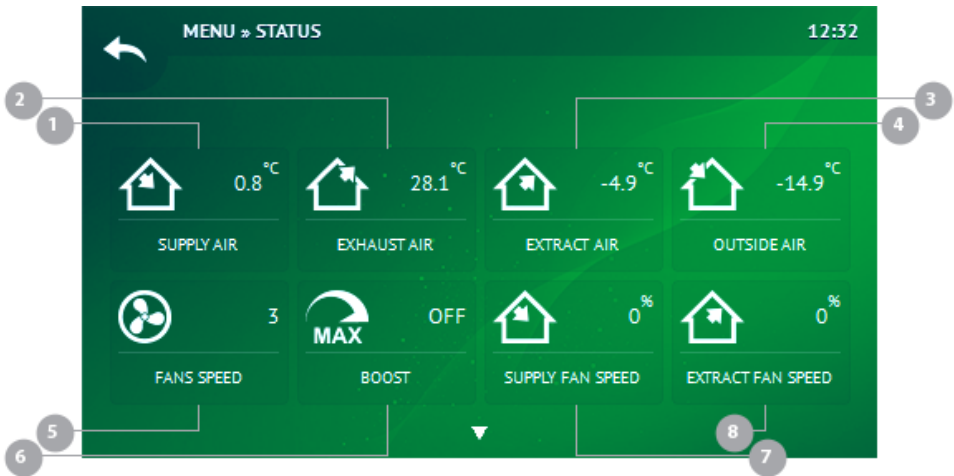 MENU » STATUS
12:32
2
3
1
4
0.8 °C
28.1 °C
-4.9 °C
-14.9 °C
SUPPLY AIR
EXHAUST AIR
EXTRACT AIR
OUTSIDE AIR
3
MAX
OFF
0 %
0 %
FANS SPEED
BOOST
SUPPLY FAN SPEED
EXTRACT FAN SPEED
5
8
6
7